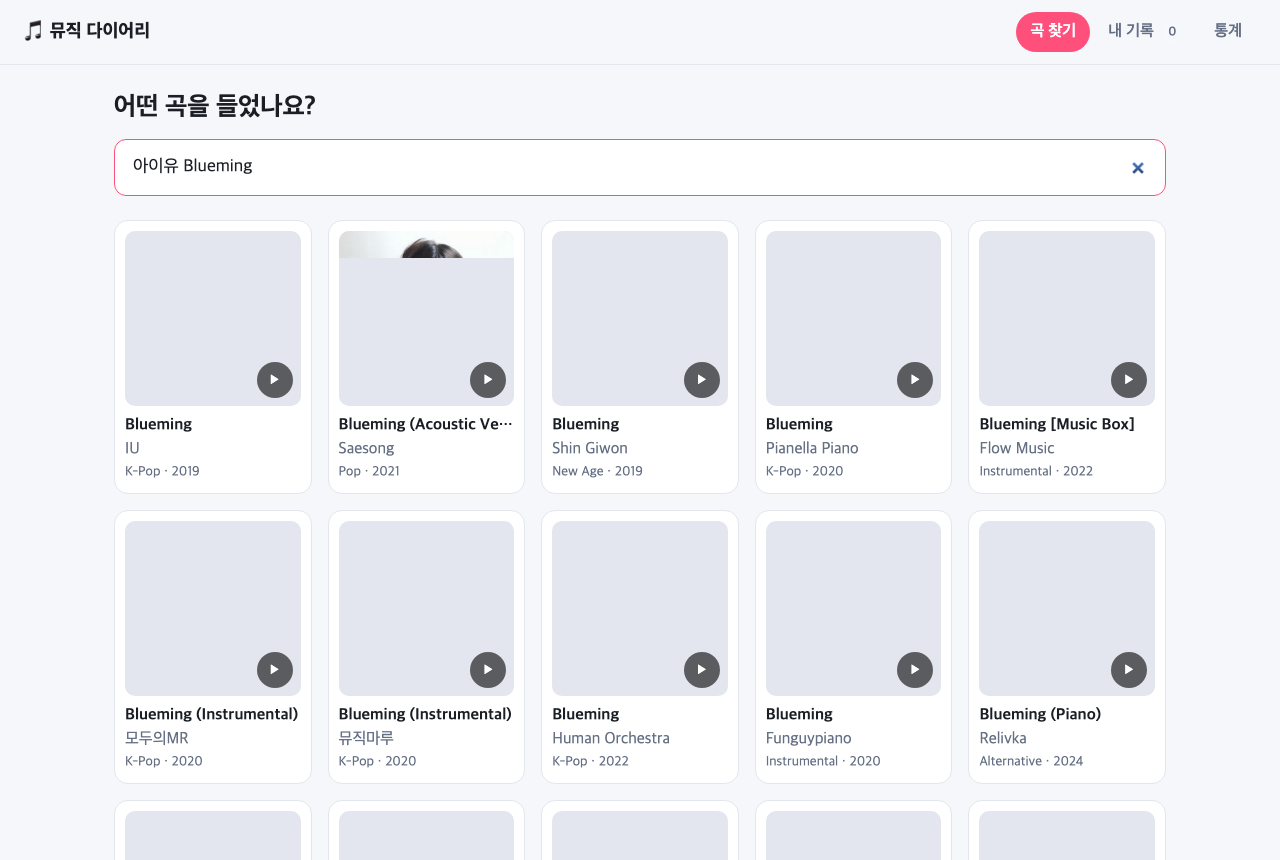 🎵 뮤직 다이어리
곡 찾기
내 기록 0
통계
어떤 곡을 들었나요?
아이유 Blueming
Blueming
IU
K-Pop · 2019
Blueming (Acoustic Ve…
Saesong
Pop · 2021
Blueming
Shin Giwon
New Age · 2019
Blueming
Pianella Piano
K-Pop · 2020
Blueming [Music Box]
Flow Music
Instrumental · 2022
Blueming (Instrumental)
모두의MR
K-Pop · 2020
Blueming (Instrumental)
뮤직마루
K-Pop · 2020
Blueming
Human Orchestra
K-Pop · 2022
Blueming
Funguypiano
Instrumental · 2020
Blueming (Piano)
Relivka
Alternative · 2024